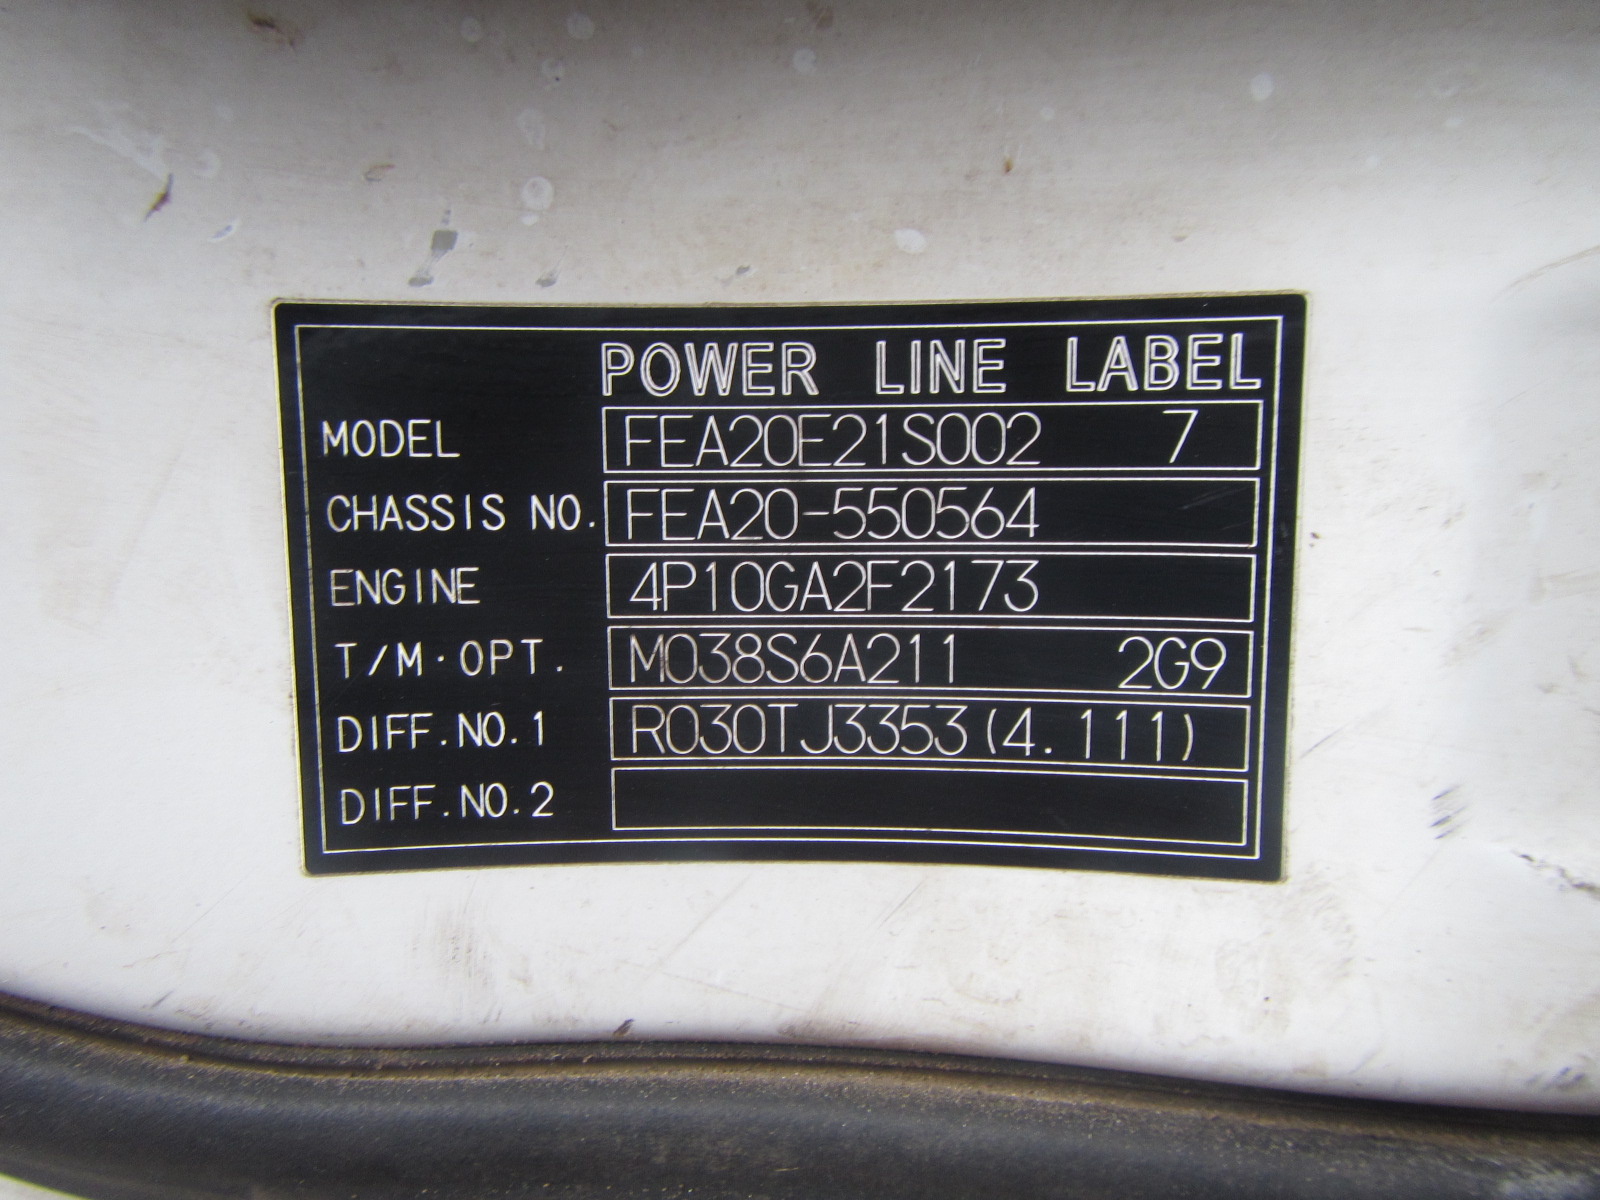 POWER LINE LABEL
MODEL FEA20E21S002 7
CHASSIS NO. FEA20-550564
ENGINE 4P10GA2F2173
T/M·OPT. M038S6A211 2G9
DIFF.NO.1 R030TJ3353(4.111)
DIFF.NO.2